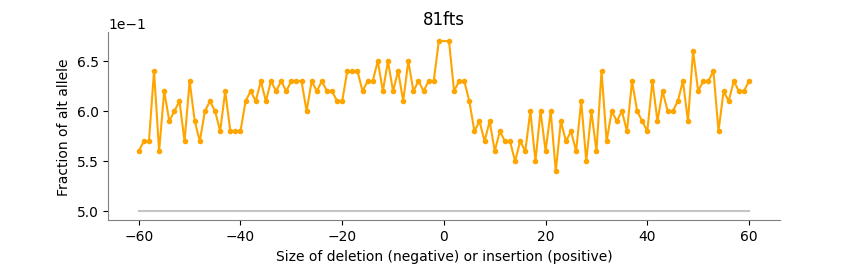 81fts
1e−1
6.5
6.0
5.5
5.0
Fraction of alt allele
−60 −40 −20 0 20 40 60
Size of deletion (negative) or insertion (positive)